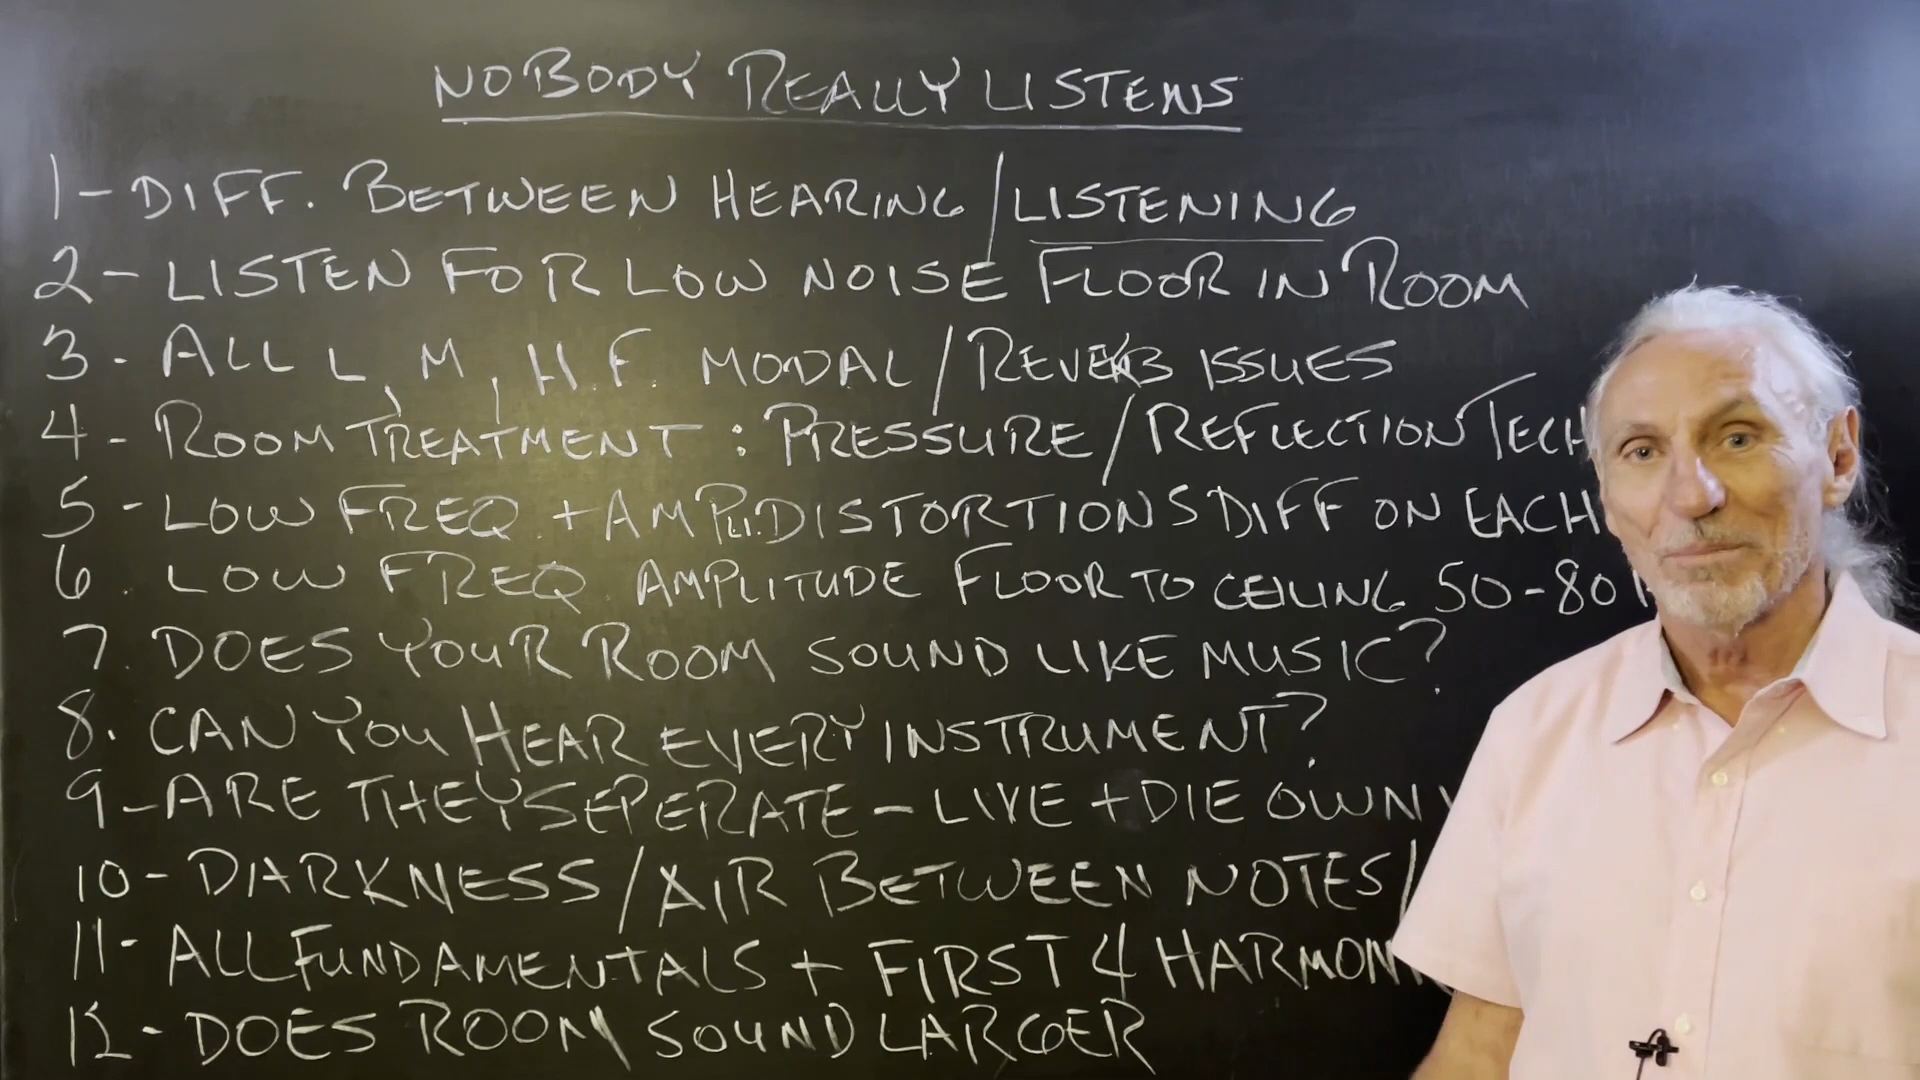 NOBODY REALLY LISTENS
1-DIFF. BETWEEN HEARING/LISTENING
2-LISTEN FOR LOW NOISE FLOOR IN ROOM
3-ALL L, M, H.F. MODAL/REVERB ISSUES
4-ROOM TREATMENT: PRESSURE/REFLECTION TECH
5-LOW FREQ + AMPLI. DISTORTIONS DIFF ON EACH
6. LOW FREQ AMPLITUDE FLOOR TO CEILING 50-80
7. DOES YOUR ROOM SOUND LIKE MUSIC?
8. CAN YOU HEAR EVERY INSTRUMENT?
9-ARE THEY SEPERATE - LIVE + DIE OWN
10-DARKNESS/AIR BETWEEN NOTES/
11-ALL FUNDAMENTALS + FIRST 4 HARMON
12-DOES ROOM SOUND LARGER